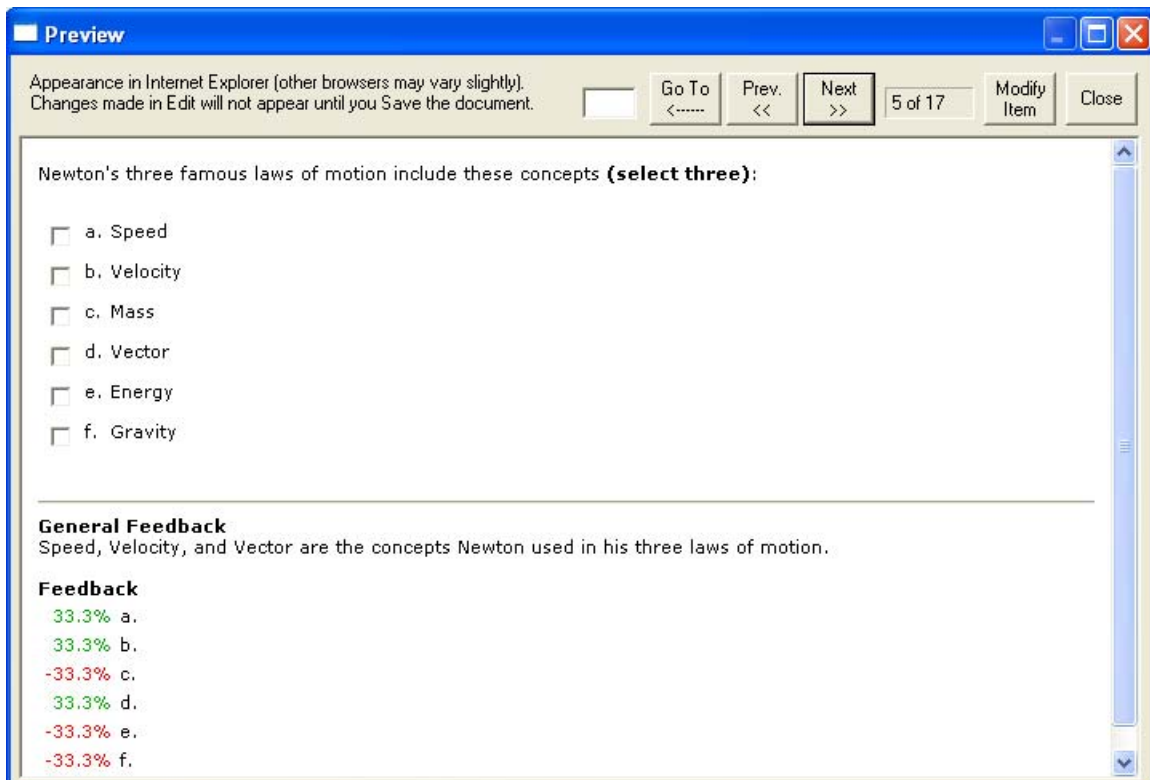 Preview
Appearance in Internet Explorer (other browsers may vary slightly).
Changes made in Edit will not appear until you Save the document.
Go To
<------
Prev.
<<
Next
>>
5 of 17
Modify
Item
Close
Newton's three famous laws of motion include these concepts (select three):
a. Speed
b. Velocity
c. Mass
d. Vector
e. Energy
f. Gravity
General Feedback
Speed, Velocity, and Vector are the concepts Newton used in his three laws of motion.
Feedback
33.3% a.
33.3% b.
-33.3% c.
33.3% d.
-33.3% e.
-33.3% f.